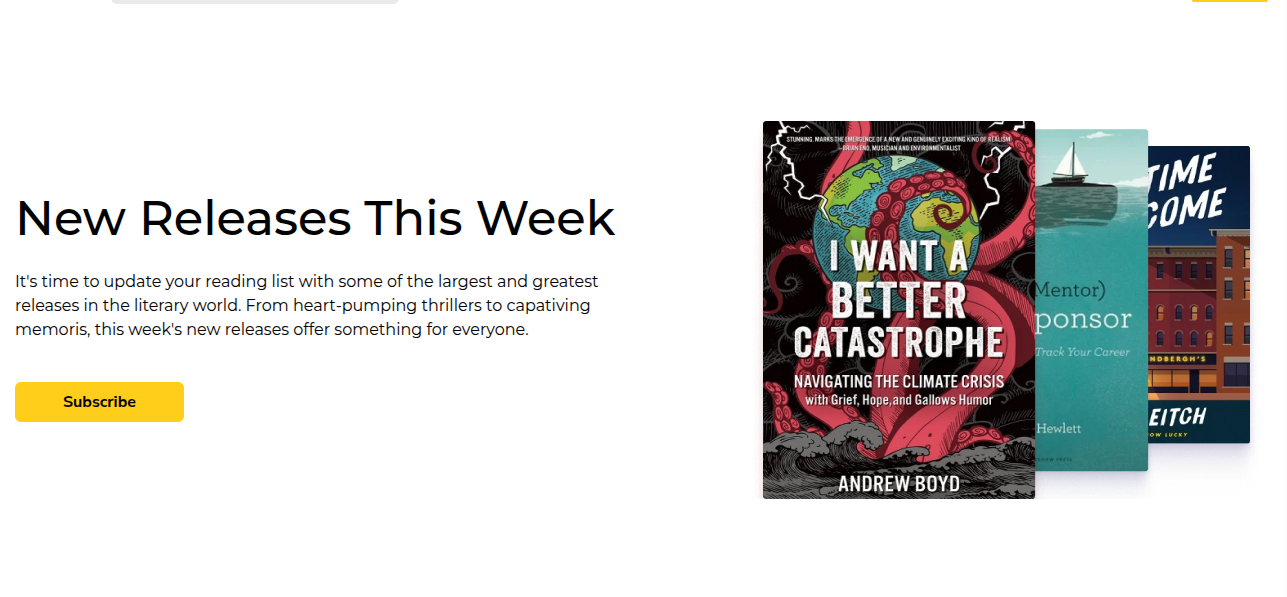 New Releases This Week
It's time to update your reading list with some of the largest and greatest
releases in the literary world. From heart-pumping thrillers to capativing
memoris, this week's new releases offer something for everyone.
Subscribe
STUNNING. MARKS THE EMERGENCE OF A NEW AND GENUINELY EXCITING KIND OF REALISM.
—BRIAN ENO, MUSICIAN AND ENVIRONMENTALIST
I WANT A
BETTER
CATASTROPHE
NAVIGATING THE CLIMATE CRISIS
with Grief, Hope, and Gallows Humor
ANDREW BOYD
Mentor)
ponsor
Track Your Career
Hewlett
TIME
COME
NDBERGH'S
EITCH
OW LUCKY